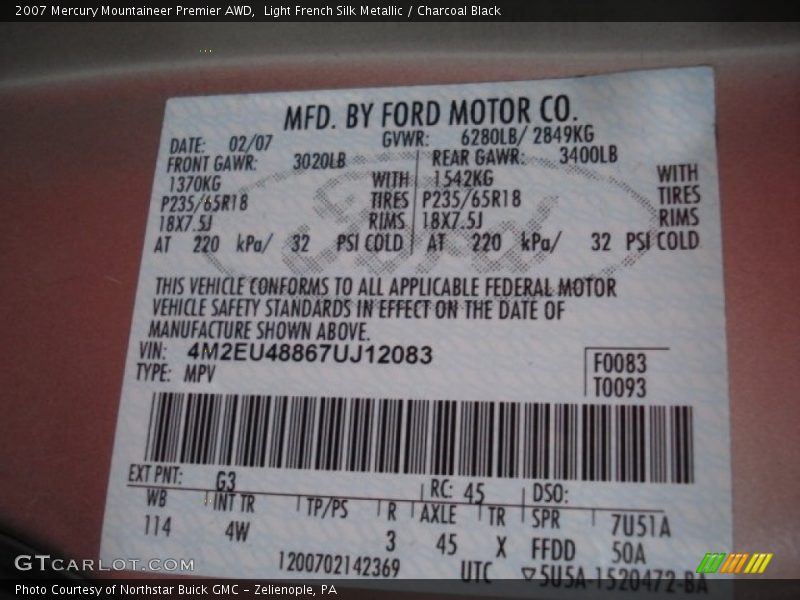 2007 Mercury Mountaineer Premier AWD,  Light French Silk Metallic / Charcoal Black
MFD. BY FORD MOTOR CO.
DATE: 02/07 GVWR: 6280LB/ 2849KG
FRONT GAWR: 3020LB REAR GAWR: 3400LB
1370KG WITH 1542KG WITH
P235/65R18 TIRES P235/65R18 TIRES
18X7.5J RIMS 18X7.5J RIMS
AT 220 kPa/ 32 PSI COLD AT 220 kPa/ 32 PSI COLD
Ford
THIS VEHICLE CONFORMS TO ALL APPLICABLE FEDERAL MOTOR
VEHICLE SAFETY STANDARDS IN EFFECT ON THE DATE OF
MANUFACTURE SHOWN ABOVE.
VIN: 4M2EU48867UJ12083
TYPE: MPV
F0083
T0093
EXT PNT: G3 RC: 45 DSO:
WB INT TR TP/PS R AXLE TR SPR 7U51A
114 4W 3 45 X FFDD 50A
1200702142369 UTC ▽5U5A-1520472-BA
GTCARLOT.COM
Photo Courtesy of Northstar Buick GMC - Zelienople, PA